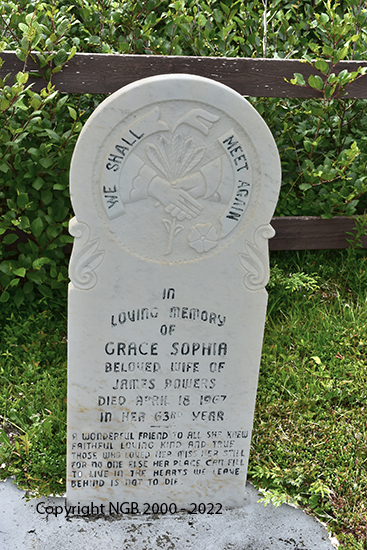 WE SHALL MEET AGAIN
IN
LOVING MEMORY
OF
GRACE SOPHIA
BELOVED WIFE OF
JAMES POWERS
DIED APRIL 18 1967
IN HER 63RD YEAR
A WONDERFUL FRIEND TO ALL SHE KNEW
FAITHFUL LOVING KIND AND TRUE
THOSE WHO LOVED HER MISS HER STILL
FOR NO ONE ELSE HER PLACE CAN FILL
TO LIVE IN THE HEARTS WE LEAVE
BEHIND IS NOT TO DIE
Copyright NGB 2000 - 2022